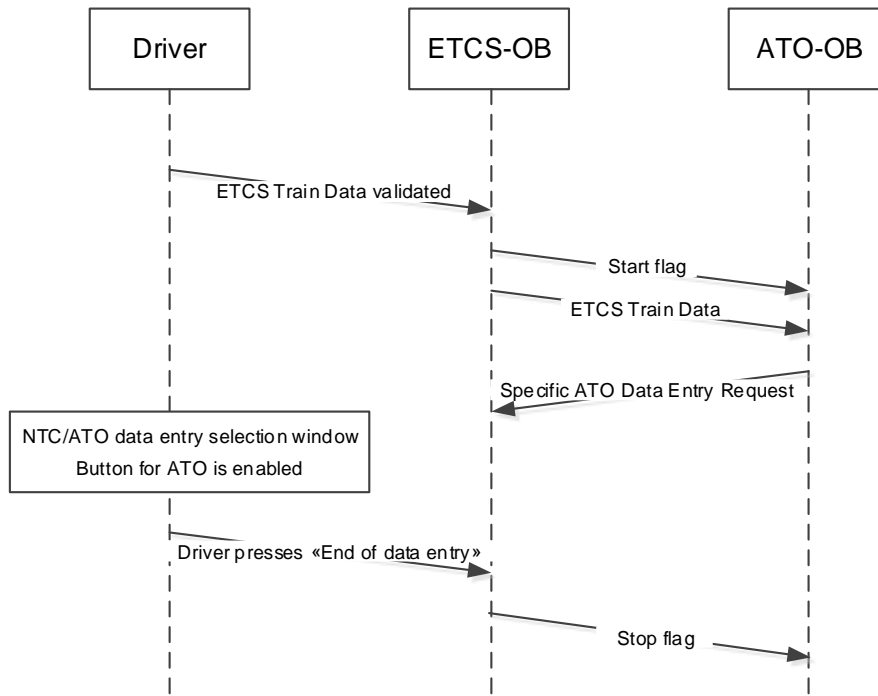 Driver
ETCS-OB
ATO-OB
ETCS Train Data validated
Start flag
ETCS Train Data
Specific ATO Data Entry Request
NTC/ATO data entry selection window
Button for ATO is enabled
Driver presses «End of data entry»
Stop flag